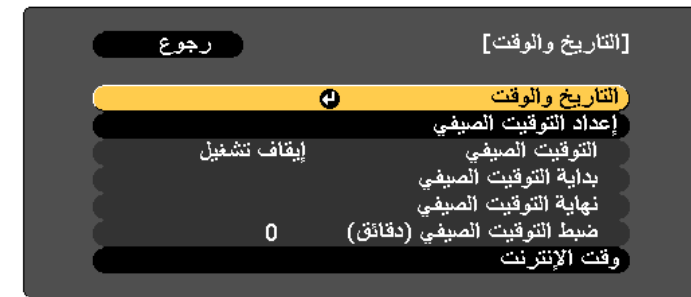 [التاريخ والوقت] رجوع
التاريخ والوقت
إعداد التوقيت الصيفي
التوقيت الصيفي إيقاف تشغيل
بداية التوقيت الصيفي
نهاية التوقيت الصيفي
ضبط التوقيت الصيفي (دقائق) 0
وقت الإنترنت